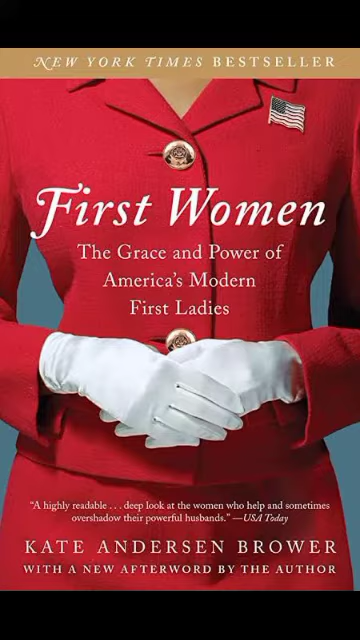 NEW YORK TIMES BESTSELLER
First Women
The Grace and Power of
America's Modern
First Ladies
“A highly readable . . . deep look at the women who help and sometimes
overshadow their powerful husbands.” —USA Today
KATE ANDERSEN BROWER
WITH A NEW AFTERWORD BY THE AUTHOR